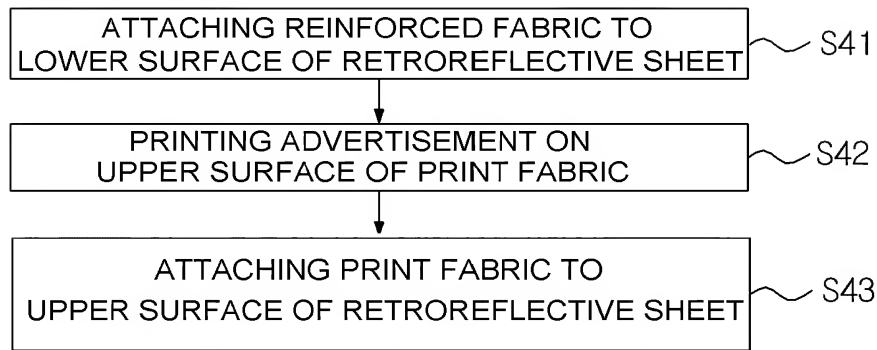 ATTACHING REINFORCED FABRIC TO
LOWER SURFACE OF RETROREFLECTIVE SHEET
S41
PRINTING ADVERTISEMENT ON
UPPER SURFACE OF PRINT FABRIC
S42
ATTACHING PRINT FABRIC TO
UPPER SURFACE OF RETROREFLECTIVE SHEET
S43